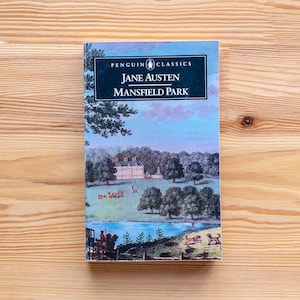 PENGUIN CLASSICS
JANE AUSTEN
MANSFIELD PARK